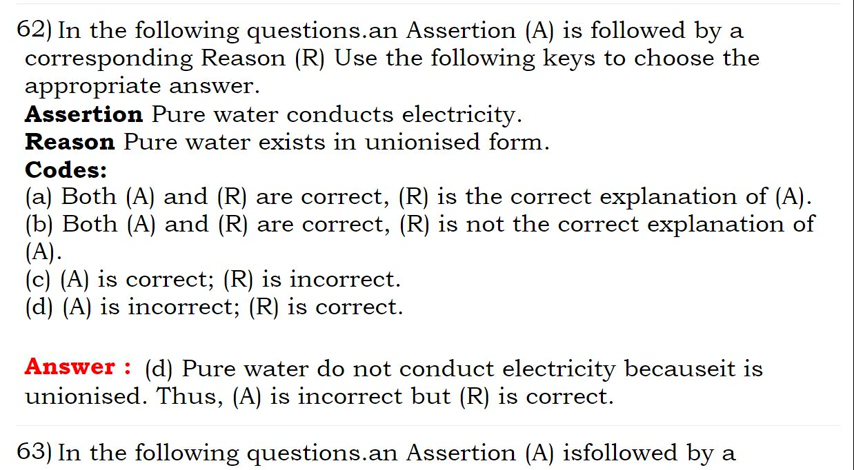 62) In the following questions.an Assertion (A) is followed by a
corresponding Reason (R) Use the following keys to choose the
appropriate answer.
Assertion Pure water conducts electricity.
Reason Pure water exists in unionised form.
Codes:
(a) Both (A) and (R) are correct, (R) is the correct explanation of (A).
(b) Both (A) and (R) are correct, (R) is not the correct explanation of
(A).
(c) (A) is correct; (R) is incorrect.
(d) (A) is incorrect; (R) is correct.
Answer : (d) Pure water do not conduct electricity becauseit is
unionised. Thus, (A) is incorrect but (R) is correct.
63) In the following questions.an Assertion (A) isfollowed by a